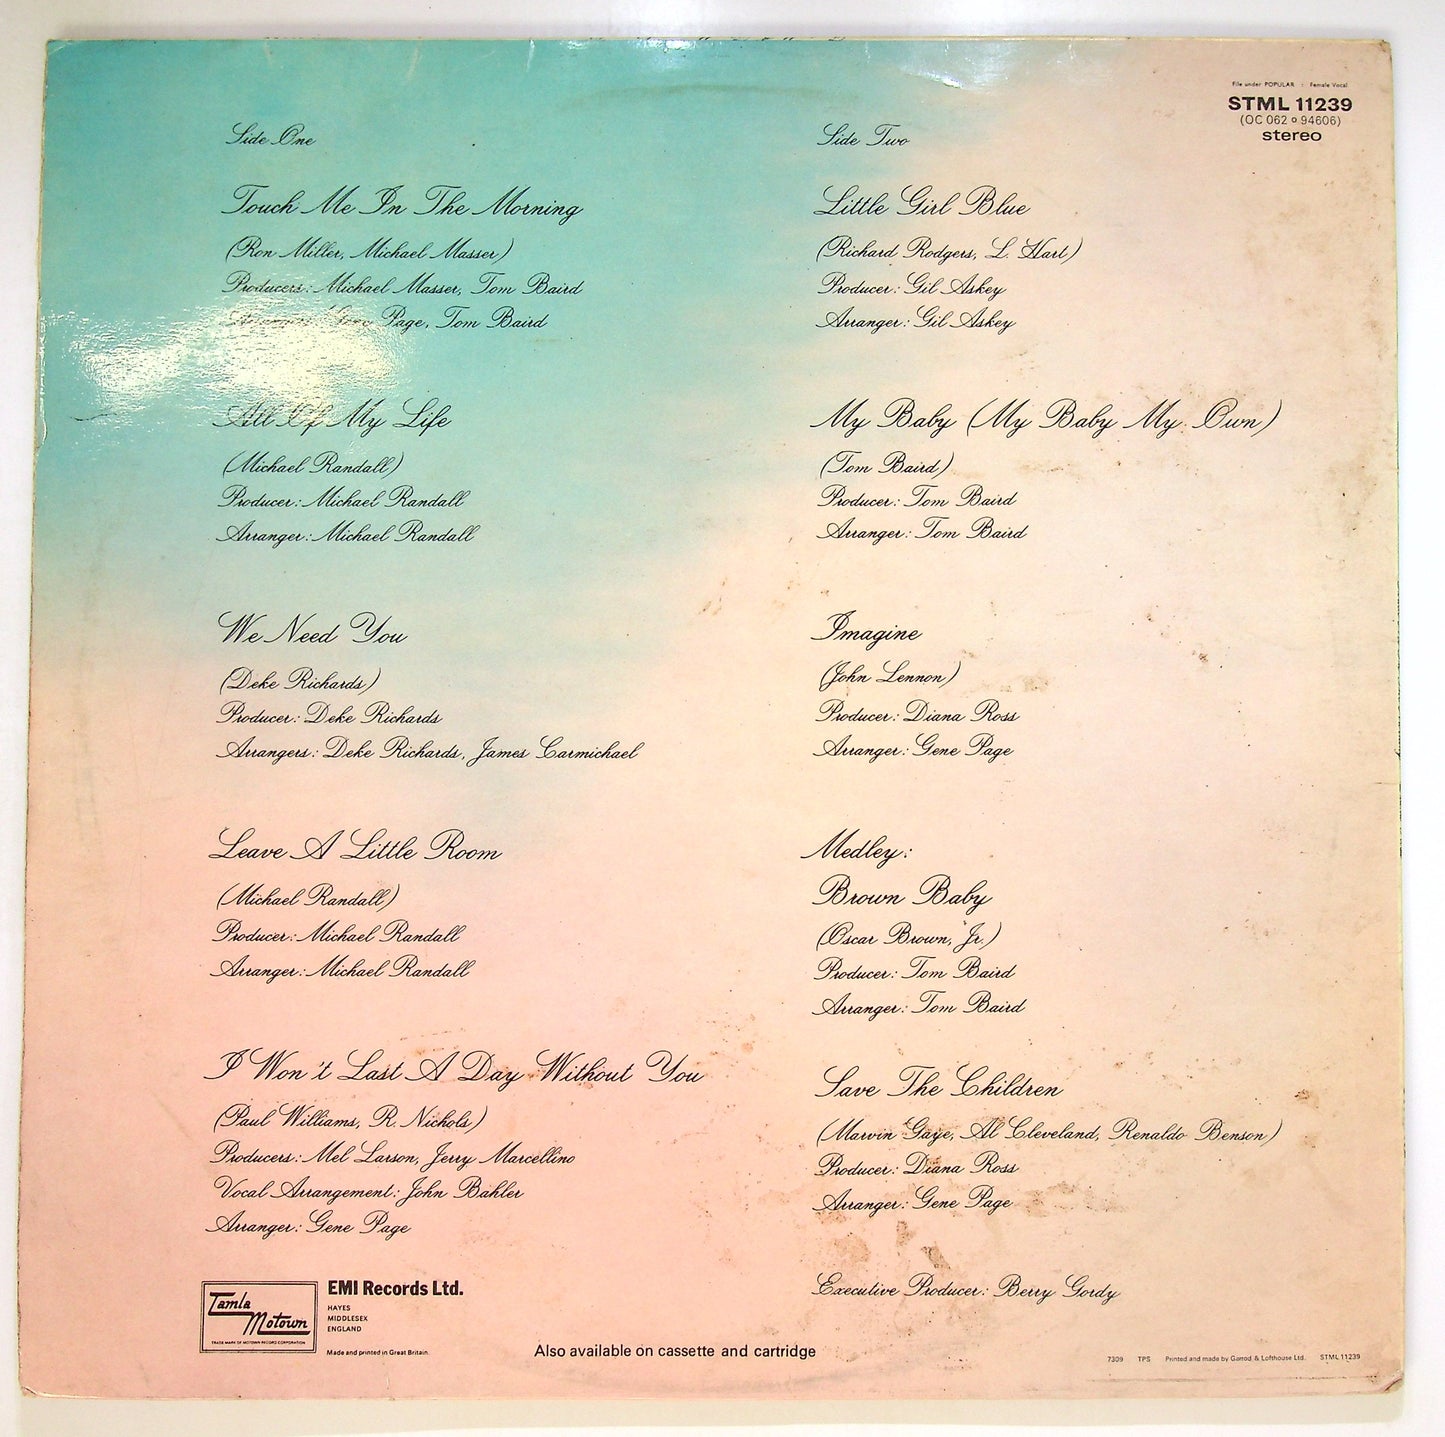 File under POPULAR : Female Vocal
STML 11239
(OC 062 o 94606)
stereo
Side One
Touch Me In The Morning
(Ron Miller, Michael Masser)
Producers: Michael Masser, Tom Baird
Page, Tom Baird
All Of My Life
(Michael Randall)
Producer: Michael Randall
Arranger: Michael Randall
We Need You
(Deke Richards)
Producer: Deke Richards
Arrangers: Deke Richards, James Carmichael
Leave A Little Room
(Michael Randall)
Producer: Michael Randall
Arranger: Michael Randall
I Won't Last A Day Without You
(Paul Williams, R. Nichols)
Producers: Mel Larson, Jerry Marcellino
Vocal Arrangement: John Bahler
Arranger: Gene Page
Side Two
Little Girl Blue
(Richard Rodgers, L. Hart)
Producer: Gil Askey
Arranger: Gil Askey
My Baby (My Baby My Own)
(Tom Baird)
Producer: Tom Baird
Arranger: Tom Baird
Imagine
(John Lennon)
Producer: Diana Ross
Arranger: Gene Page
Medley:
Brown Baby
(Oscar Brown, Jr.)
Producer: Tom Baird
Arranger: Tom Baird
Save The Children
(Marvin Gaye, Al Cleveland, Renaldo Benson)
Producer: Diana Ross
Arranger: Gene Page
Executive Producer: Berry Gordy
Tamla
Motown
TRADE MARK OF MOTOWN RECORD CORPORATION
EMI Records Ltd.
HAYES
MIDDLESEX
ENGLAND
Made and printed in Great Britain.
Also available on cassette and cartridge
7309 TPS Printed and made by Garrod & Lofthouse Ltd. STML 11239